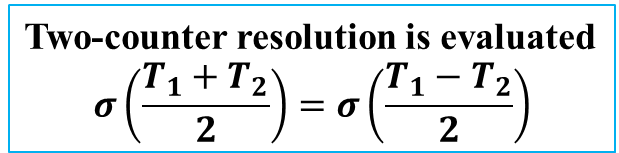 Two-counter resolution is evaluated
σ((T₁ + T₂)/2) = σ((T₁ − T₂)/2)